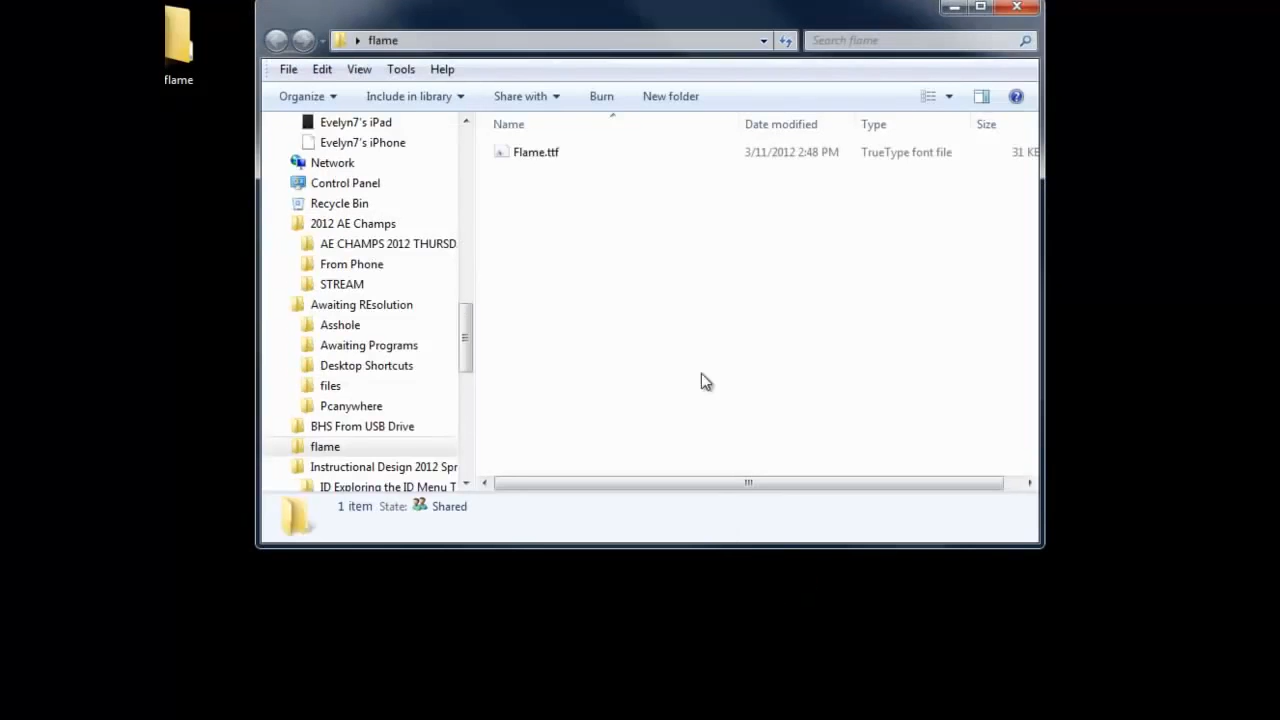 flame
flame
Search flame
File Edit View Tools Help
Organize Include in library Share with Burn New folder
Name Date modified Type Size
Flame.ttf 3/11/2012 2:48 PM TrueType font file 31 KB
Evelyn7's iPad
Evelyn7's iPhone
Network
Control Panel
Recycle Bin
2012 AE Champs
AE CHAMPS 2012 THURSD
From Phone
STREAM
Awaiting REsolution
Asshole
Awaiting Programs
Desktop Shortcuts
files
Pcanywhere
BHS From USB Drive
flame
Instructional Design 2012 Spr
ID Exploring the ID Menu T
1 item State: Shared